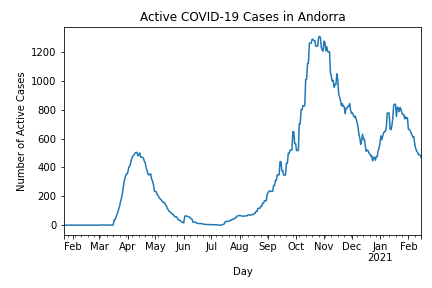 Active COVID-19 Cases in Andorra
Number of Active Cases
1200
1000
800
600
400
200
0
Feb Mar Apr May Jun Jul Aug Sep Oct Nov Dec Jan Feb
2021
Day